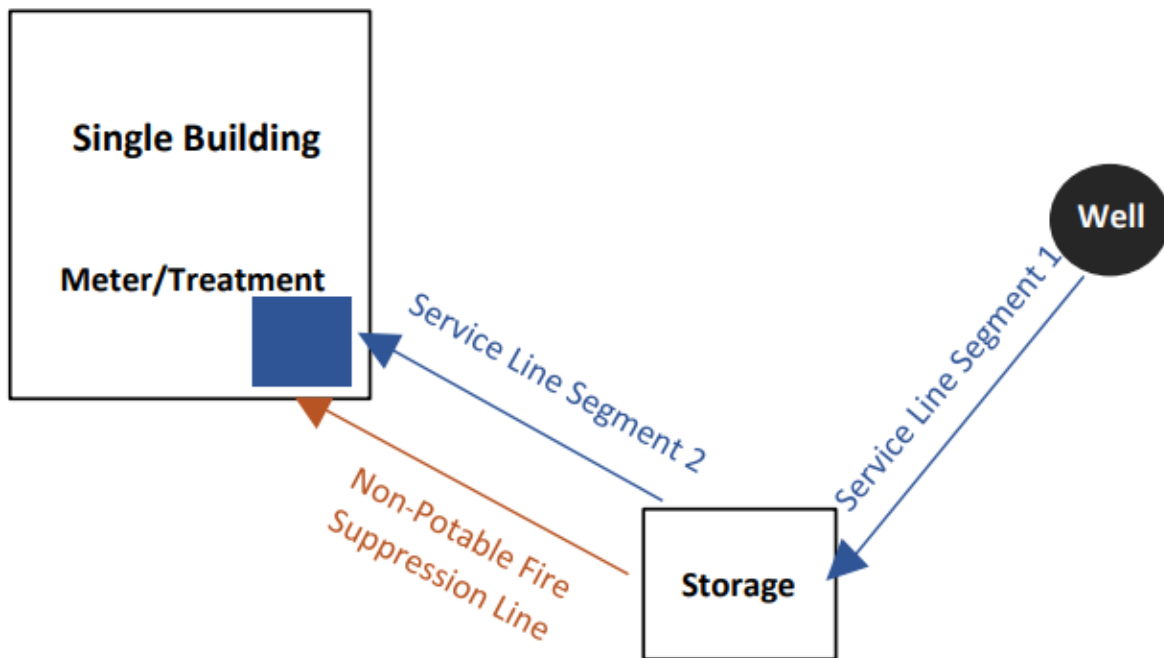 Single Building
Meter/Treatment
Well
Service Line Segment 1
Service Line Segment 2
Non-Potable Fire
Suppression Line
Storage